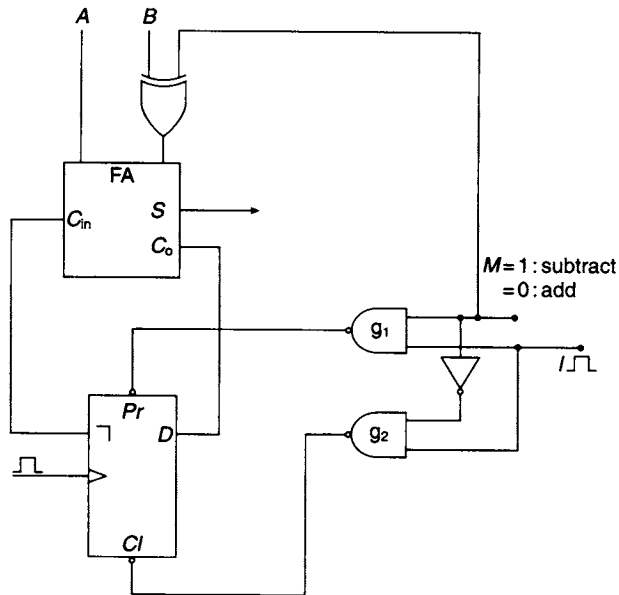 A
B
FA
C_in
S
C_o
M = 1 : subtract
= 0 : add
g₁
I
Pr
D
g₂
Cl